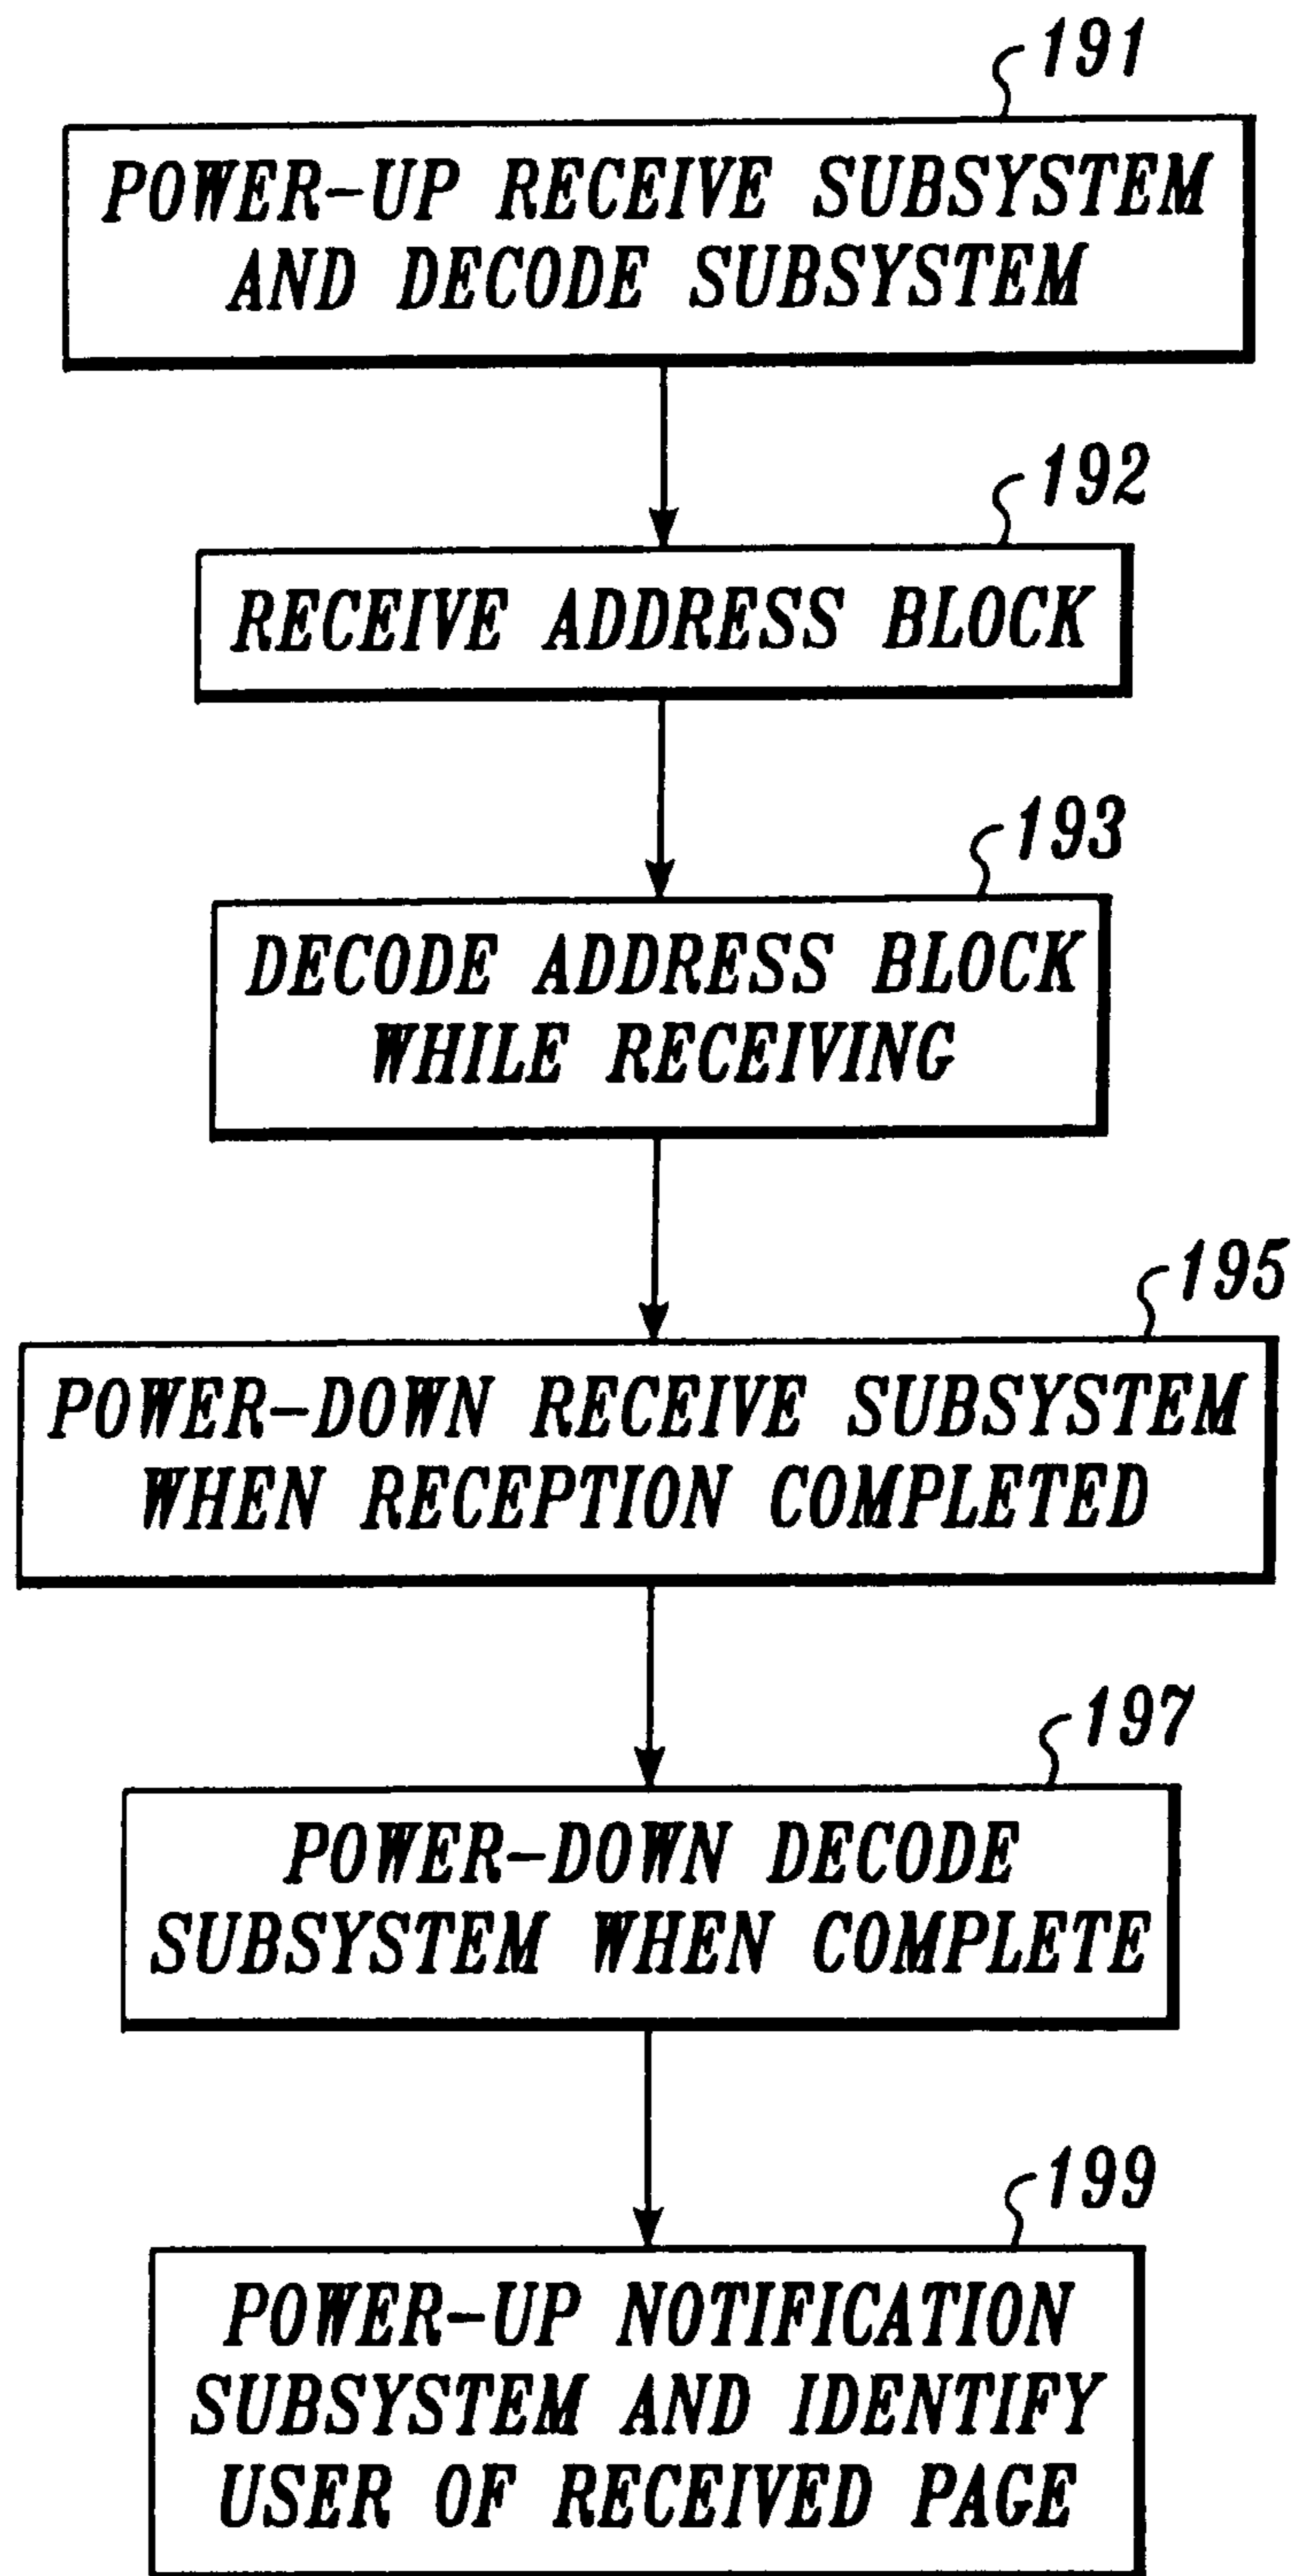 191
POWER-UP RECEIVE SUBSYSTEM
AND DECODE SUBSYSTEM
192
RECEIVE ADDRESS BLOCK
193
DECODE ADDRESS BLOCK
WHILE RECEIVING
195
POWER-DOWN RECEIVE SUBSYSTEM
WHEN RECEPTION COMPLETED
197
POWER-DOWN DECODE
SUBSYSTEM WHEN COMPLETE
199
POWER-UP NOTIFICATION
SUBSYSTEM AND IDENTIFY
USER OF RECEIVED PAGE